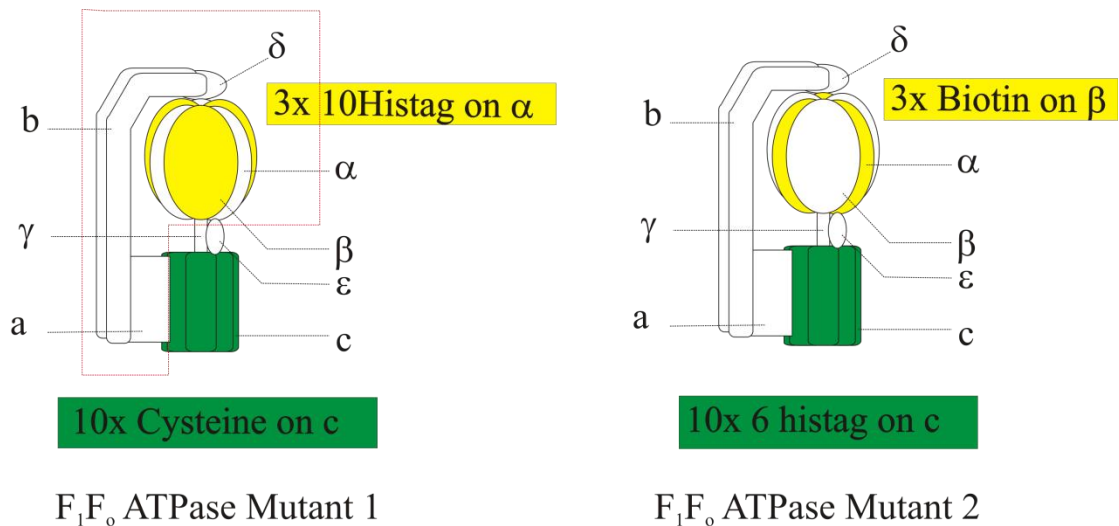 δ
3x 10Histag on α
b
α
γ
β
ε
a
c
10x Cysteine on c
F₁Fₒ ATPase Mutant 1
δ
3x Biotin on β
b
α
γ
β
ε
a
c
10x 6 histag on c
F₁Fₒ ATPase Mutant 2